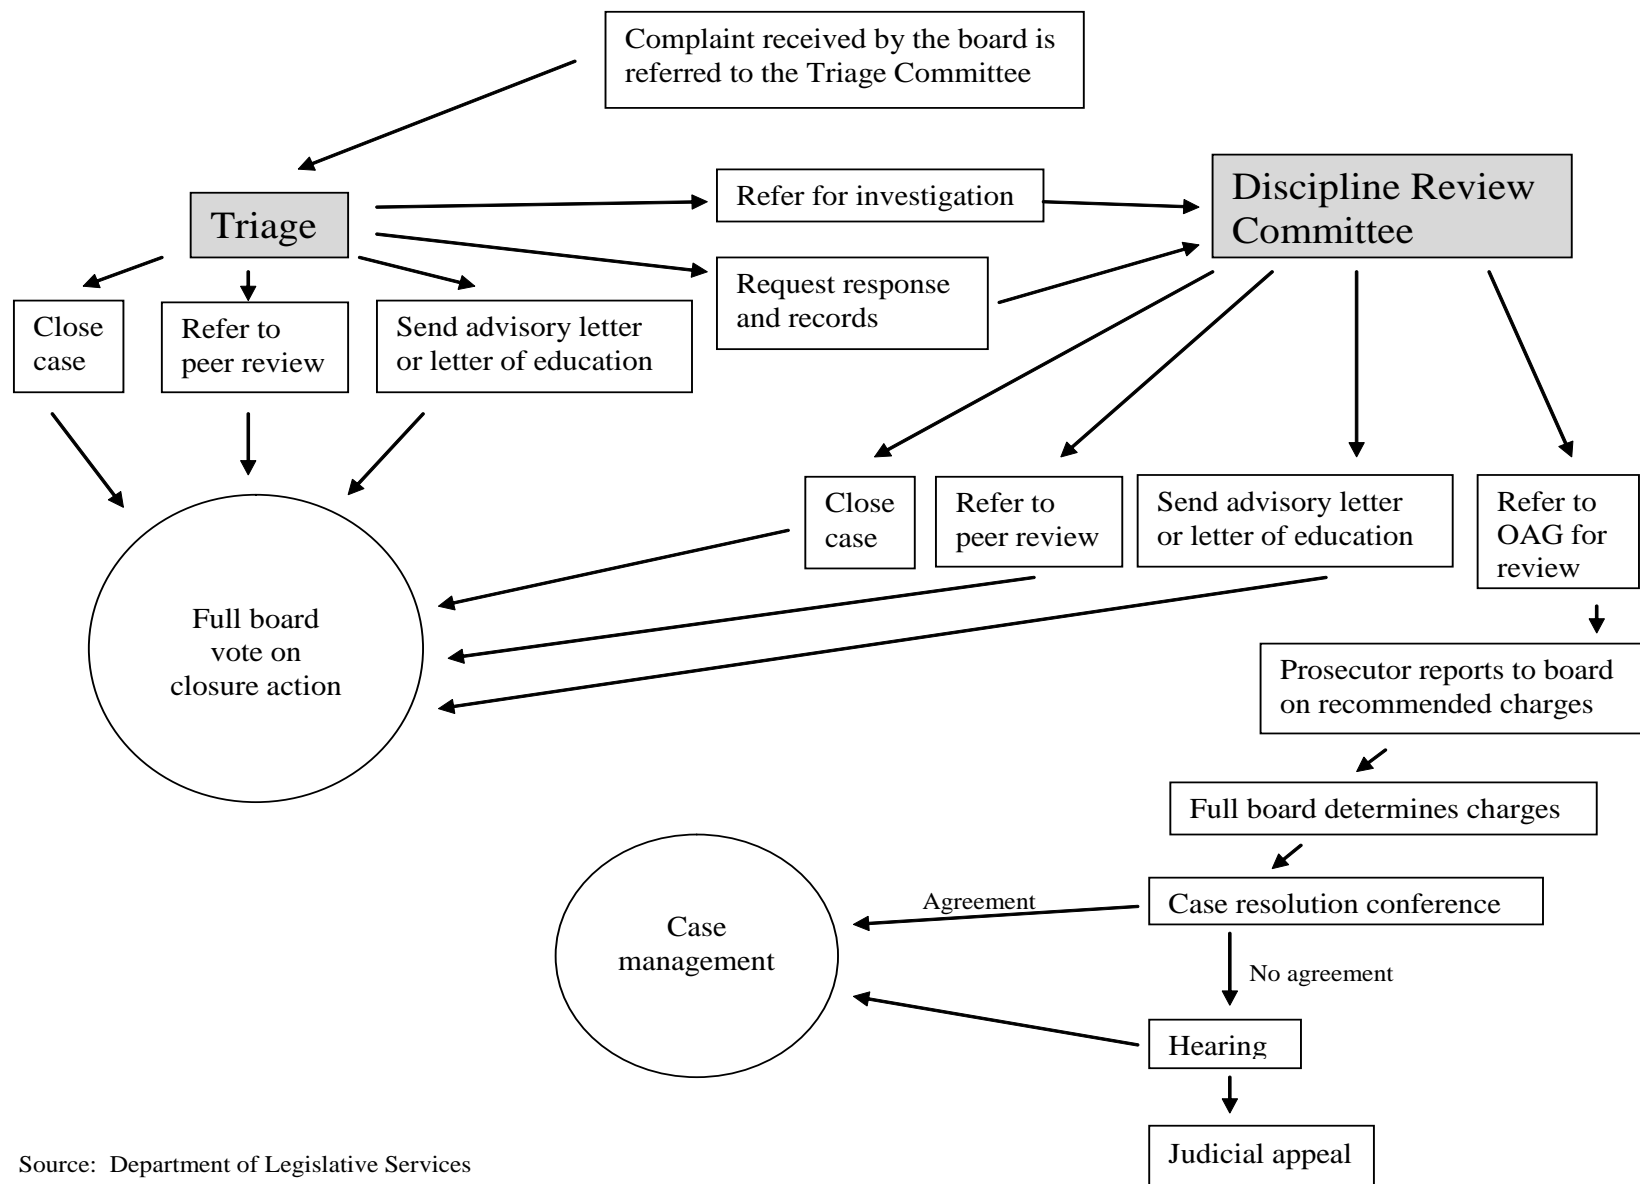 Complaint received by the board is
referred to the Triage Committee
Triage
Refer for investigation
Discipline Review
Committee
Request response
and records
Close
case
Refer to
peer review
Send advisory letter
or letter of education
Close
case
Refer to
peer review
Send advisory letter
or letter of education
Refer to
OAG for
review
Full board
vote on
closure action
Prosecutor reports to board
on recommended charges
Full board determines charges
Case resolution conference
Agreement
Case
management
No agreement
Hearing
Judicial appeal
Source:  Department of Legislative Services